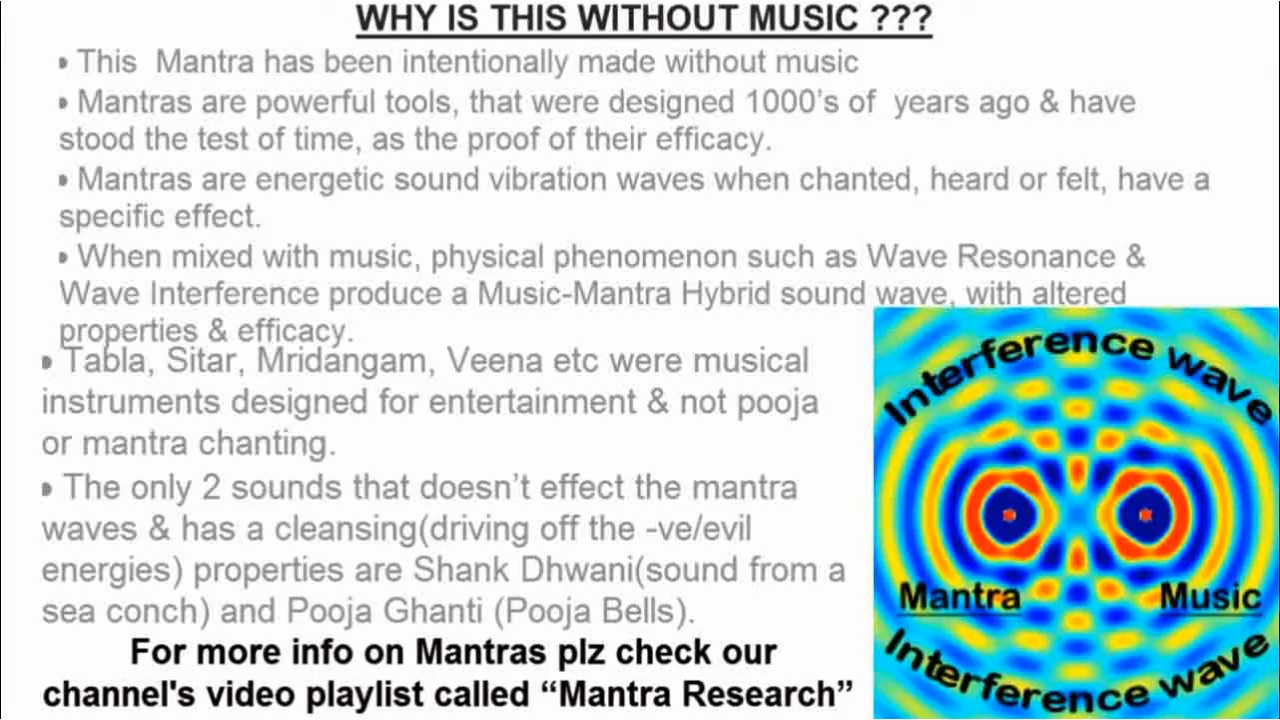 WHY IS THIS WITHOUT MUSIC ???
• This  Mantra has been intentionally made without music
• Mantras are powerful tools, that were designed 1000's of  years ago & have
stood the test of time, as the proof of their efficacy.
• Mantras are energetic sound vibration waves when chanted, heard or felt, have a
specific effect.
• When mixed with music, physical phenomenon such as Wave Resonance &
Wave Interference produce a Music-Mantra Hybrid sound wave, with altered
properties & efficacy.
• Tabla, Sitar, Mridangam, Veena etc were musical
instruments designed for entertainment & not pooja
or mantra chanting.
• The only 2 sounds that doesn't effect the mantra
waves & has a cleansing(driving off the -ve/evil
energies) properties are Shank Dhwani(sound from a
sea conch) and Pooja Ghanti (Pooja Bells).
For more info on Mantras plz check our
channel's video playlist called “Mantra Research”
Interference wave
Mantra
Music
Interference wave